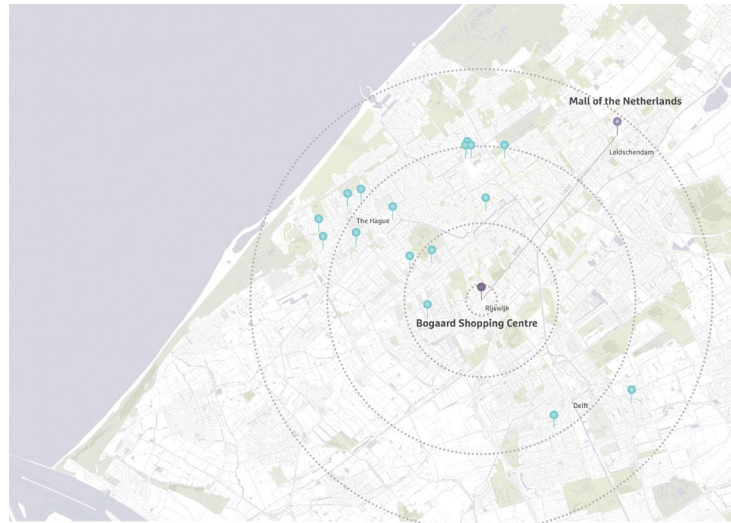 Mall of the Netherlands
Leidschendam
The Hague
Rijswijk
Bogaard Shopping Centre
Delft